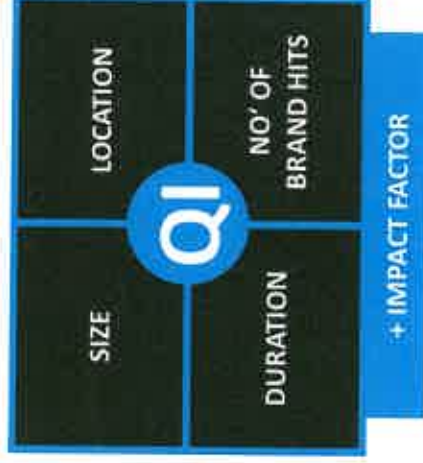 SIZE
LOCATION
QI
DURATION
NO' OF
BRAND HITS
+ IMPACT FACTOR